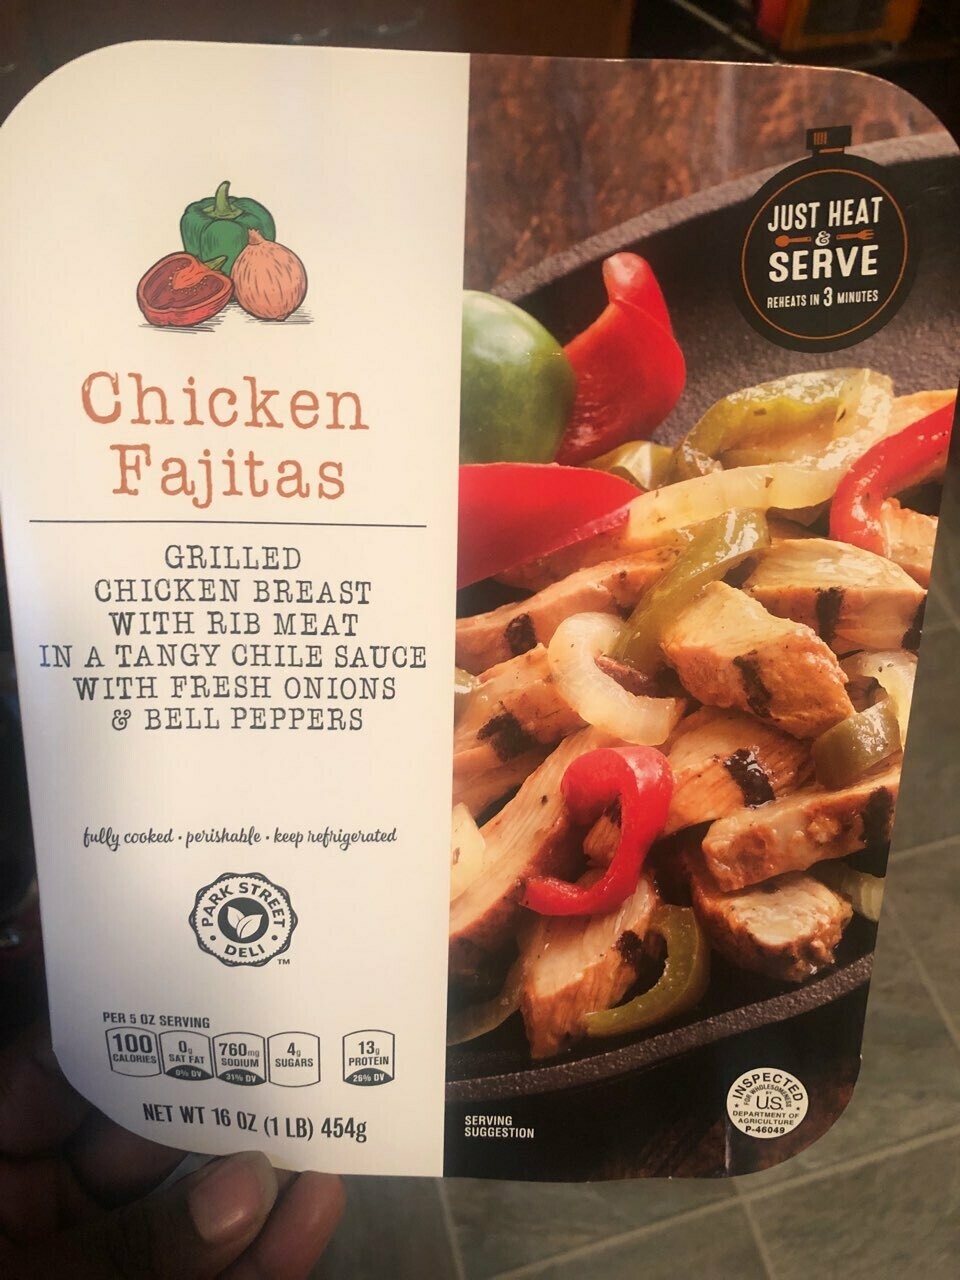 JUST HEAT
&
SERVE
REHEATS IN 3 MINUTES
Chicken
Fajitas
GRILLED
CHICKEN BREAST
WITH RIB MEAT
IN A TANGY CHILE SAUCE
WITH FRESH ONIONS
& BELL PEPPERS
fully cooked · perishable · keep refrigerated
PARK STREET
DELI
TM
PER 5 OZ SERVING
100 CALORIES
0g SAT FAT 0% DV
760mg SODIUM 31% DV
4g SUGARS
13g PROTEIN 26% DV
NET WT 16 OZ (1 LB) 454g
SERVING
SUGGESTION
INSPECTED
FOR WHOLESOMENESS
BY
U.S.
DEPARTMENT OF
AGRICULTURE
P-46049